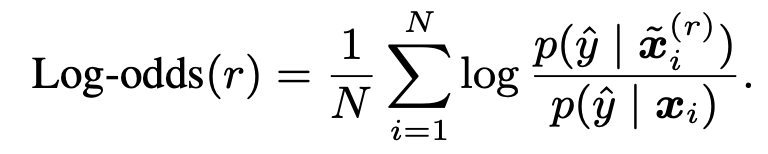 Log-odds(r) = \frac{1}{N} \sum_{i=1}^{N} \log \frac{p(\hat{y} \mid \tilde{\boldsymbol{x}}_i^{(r)})}{p(\hat{y} \mid \boldsymbol{x}_i)}.